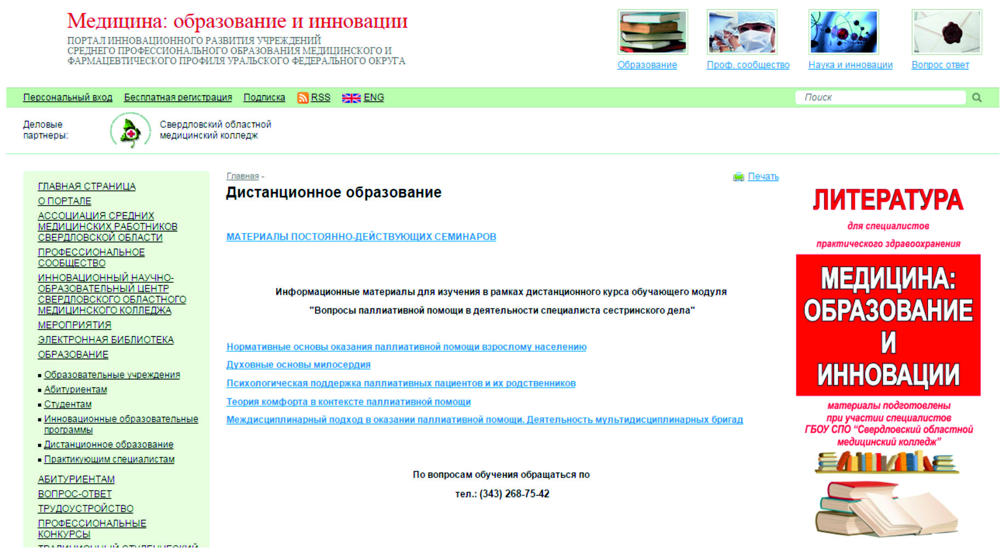 Медицина: образование и инновации
ПОРТАЛ ИННОВАЦИОННОГО РАЗВИТИЯ УЧРЕЖДЕНИЙ
СРЕДНЕГО ПРОФЕССИОНАЛЬНОГО ОБРАЗОВАНИЯ МЕДИЦИНСКОГО И
ФАРМАЦЕВТИЧЕСКОГО ПРОФИЛЯ УРАЛЬСКОГО ФЕДЕРАЛЬНОГО ОКРУГА
Образование
Проф. сообщество
Наука и инновации
Вопрос ответ
Персональный вход Бесплатная регистрация Подписка RSS ENG
Поиск
Деловые
партнеры:
Свердловский областной
медицинский колледж
ГЛАВНАЯ СТРАНИЦА
О ПОРТАЛЕ
АССОЦИАЦИЯ СРЕДНИХ
МЕДИЦИНСКИХ РАБОТНИКОВ
СВЕРДЛОВСКОЙ ОБЛАСТИ
ПРОФЕССИОНАЛЬНОЕ
СООБЩЕСТВО
ИННОВАЦИОННЫЙ НАУЧНО-
ОБРАЗОВАТЕЛЬНЫЙ ЦЕНТР
СВЕРДЛОВСКОГО ОБЛАСТНОГО
МЕДИЦИНСКОГО КОЛЛЕДЖА
МЕРОПРИЯТИЯ
ЭЛЕКТРОННАЯ БИБЛИОТЕКА
ОБРАЗОВАНИЕ
Образовательные учреждения
Абитуриентам
Студентам
Инновационные образовательные
программы
Дистанционное образование
Практикующим специалистам
АБИТУРИЕНТАМ
ВОПРОС-ОТВЕТ
ТРУДОУСТРОЙСТВО
ПРОФЕССИОНАЛЬНЫЕ
КОНКУРСЫ
ТРАДИЦИОННЫЙ СТУДЕНЧЕСКИЙ
Главная -
Печать
Дистанционное образование
МАТЕРИАЛЫ ПОСТОЯННО-ДЕЙСТВУЮЩИХ СЕМИНАРОВ
Информационные материалы для изучения в рамках дистанционного курса обучающего модуля
"Вопросы паллиативной помощи в деятельности специалиста сестринского дела"
Нормативные основы оказания паллиативной помощи взрослому населению
Духовные основы милосердия
Психологическая поддержка паллиативных пациентов и их родственников
Теория комфорта в контексте паллиативной помощи
Междисциплинарный подход в оказании паллиативной помощи. Деятельность мультидисциплинарных бригад
По вопросам обучения обращаться по
тел.: (343) 268-75-42
ЛИТЕРАТУРА
для специалистов
практического здравоохранения
МЕДИЦИНА:
ОБРАЗОВАНИЕ
И
ИННОВАЦИИ
материалы подготовлены
при участии специалистов
ГБОУ СПО "Свердловский областной
медицинский колледж"